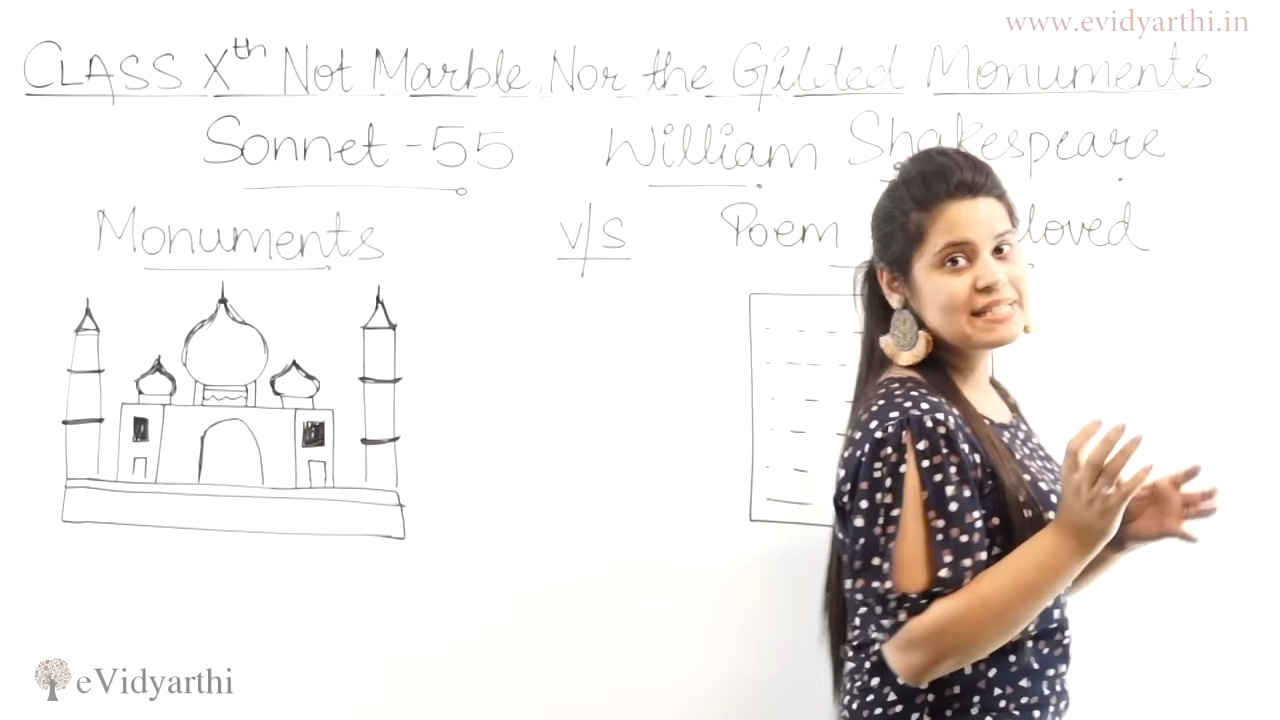 www.evidyarthi.in
CLASS Xth Not Marble, Nor the Gilded Monuments
Sonnet-55 William Shakespeare
Monuments v/s Poem loved
eVidyarthi